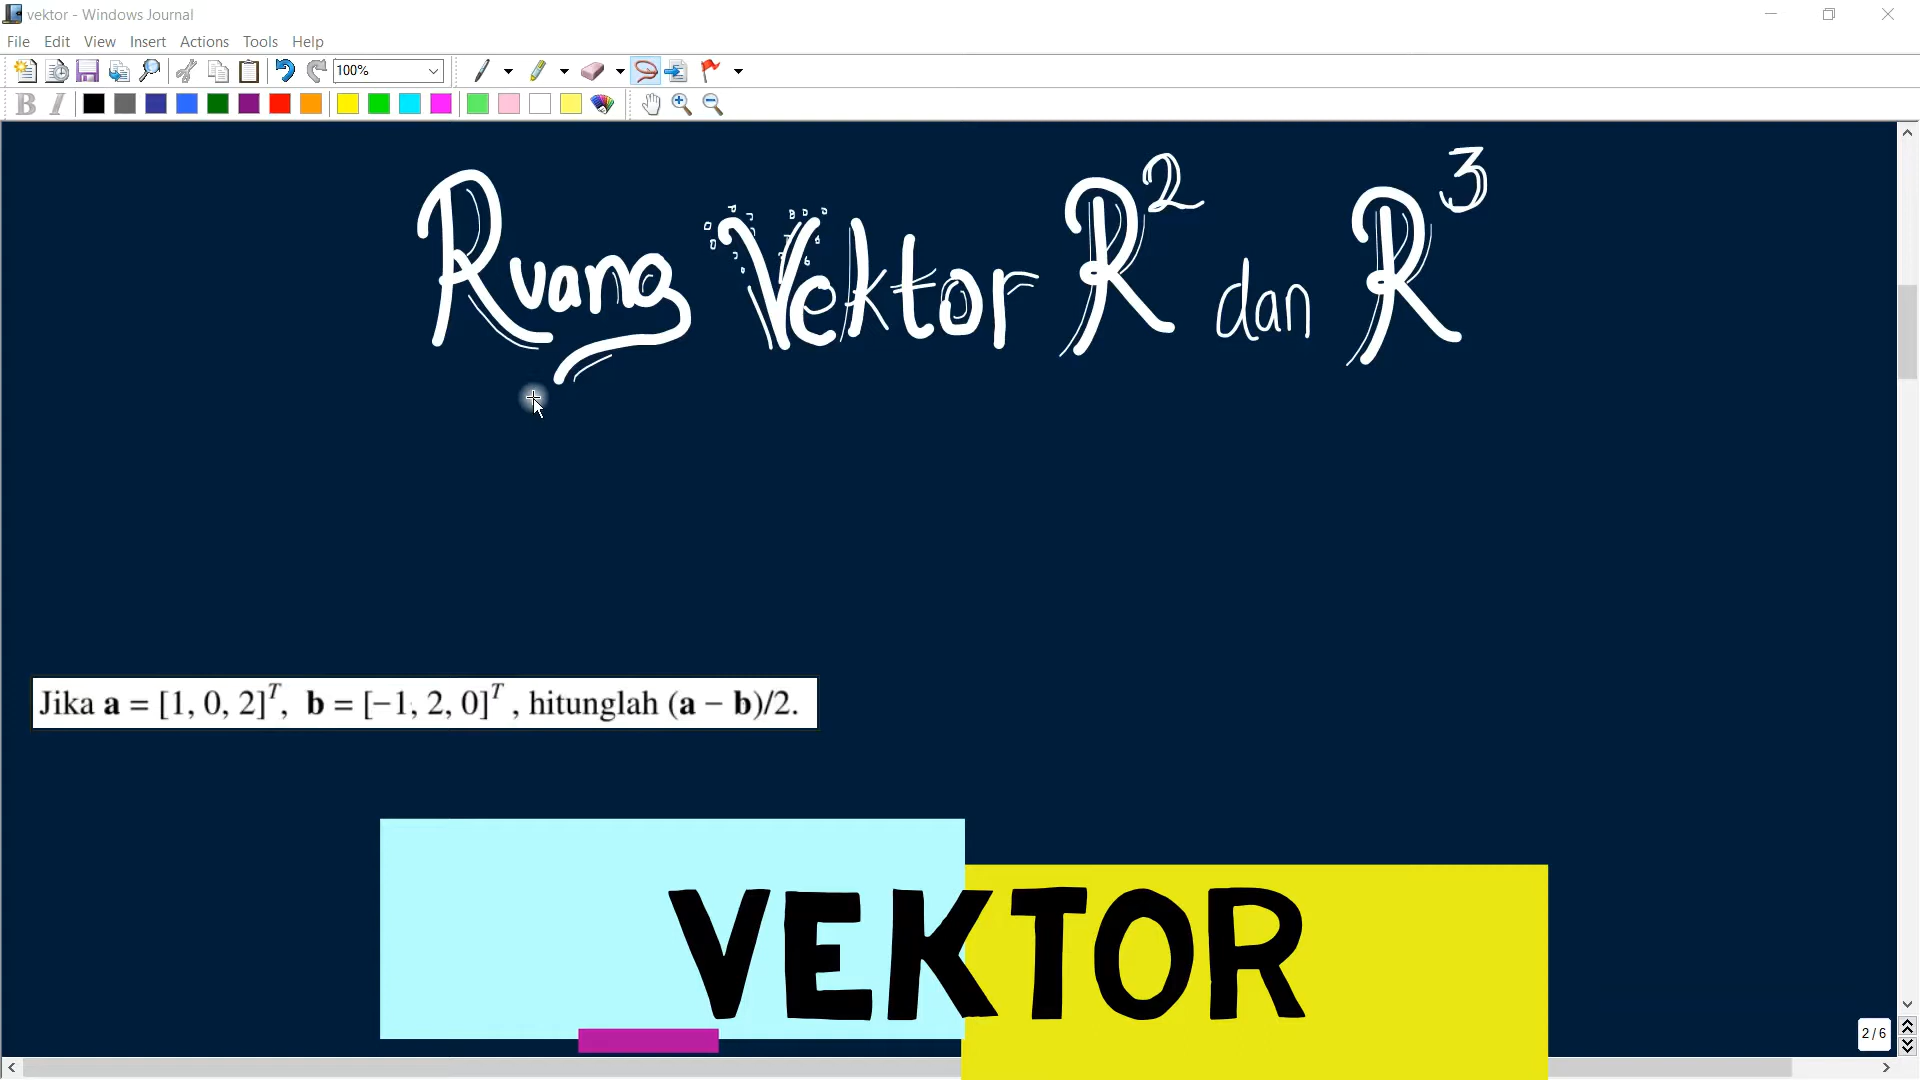 vektor - Windows Journal
File Edit View Insert Actions Tools Help
100%
B I
Ruang Vektor R² dan R³
Jika a = [1, 0, 2]ᵀ, b = [−1, 2, 0]ᵀ , hitunglah (a − b)/2.
VEKTOR
2 / 6